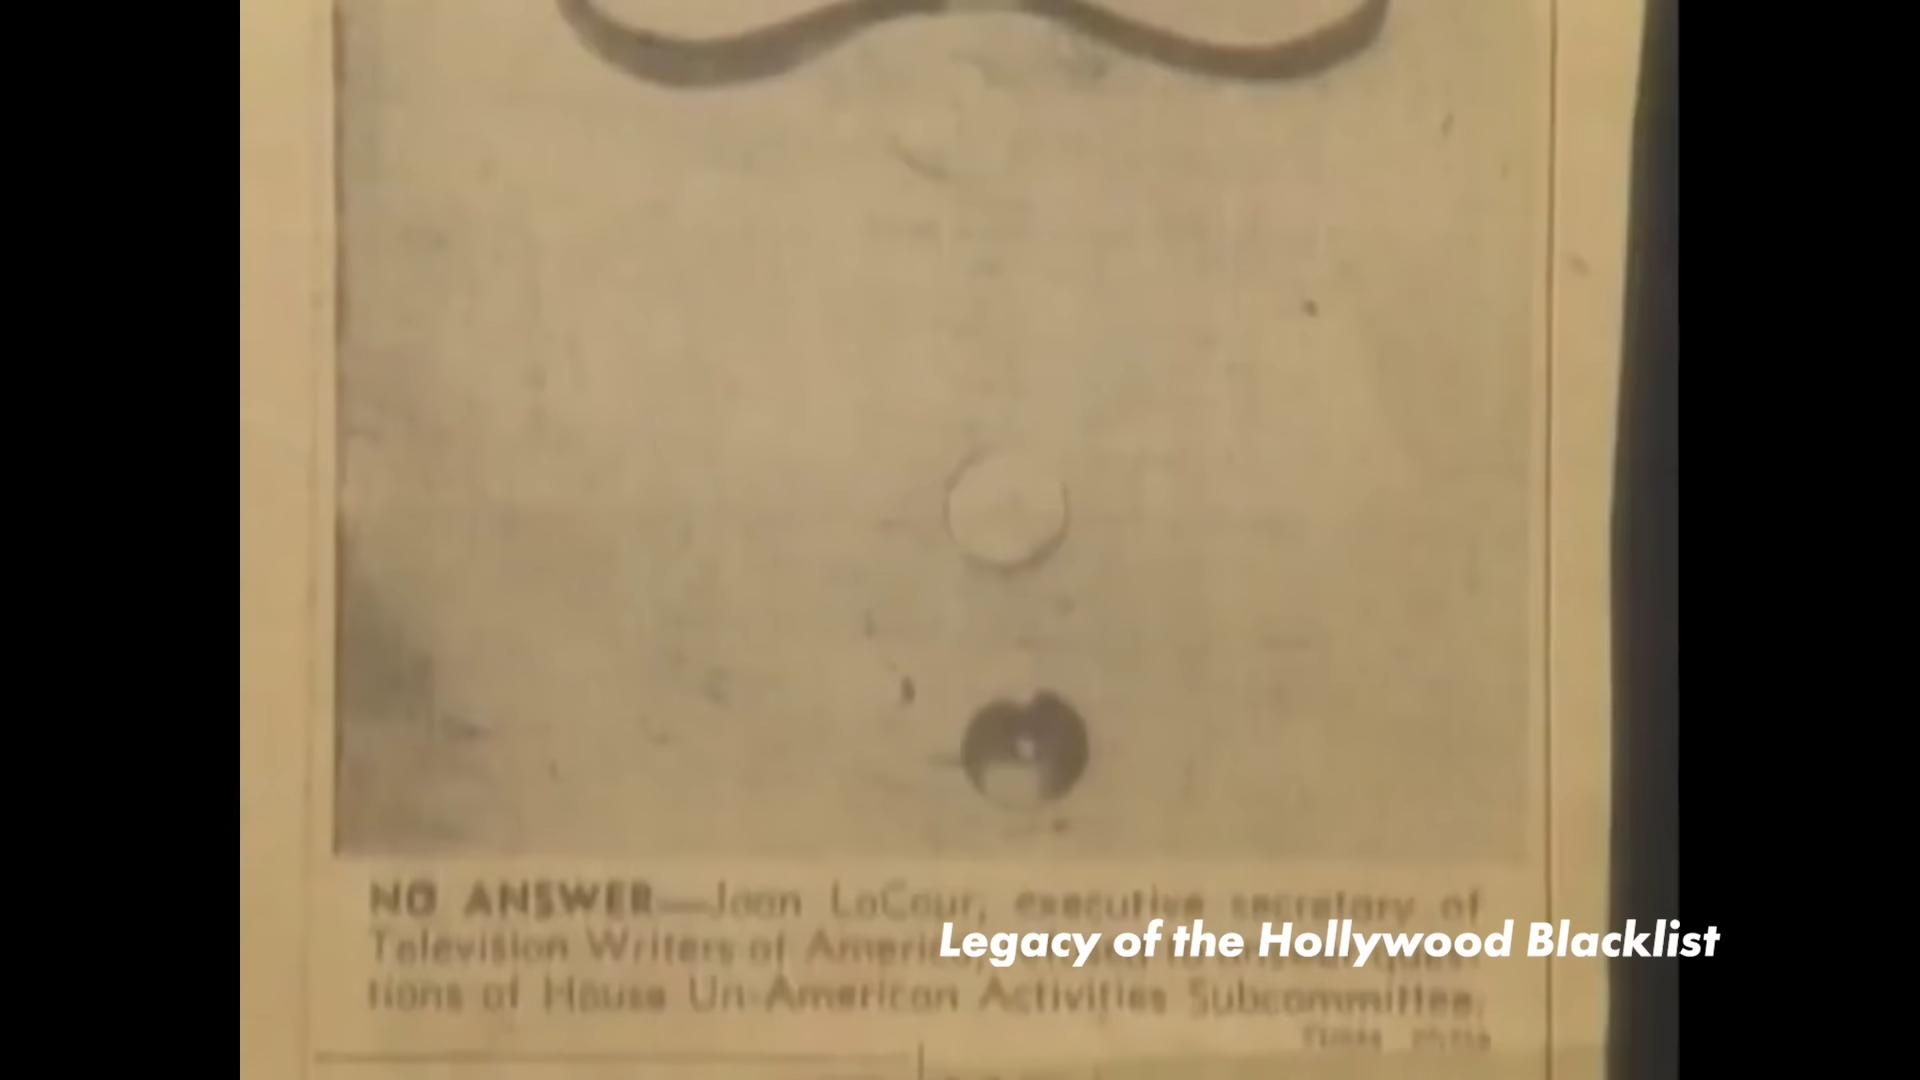 NO ANSWER—Joan LaCour, executive secretary of
Television Writers of America,
tions of House Un-American Activities Subcommittee.
Legacy of the Hollywood Blacklist